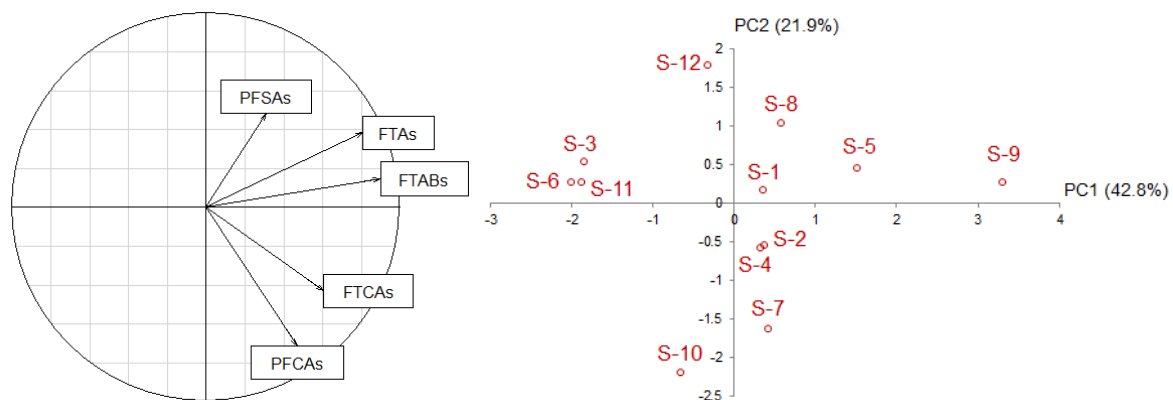 PFSAs
FTAs
FTABs
FTCAs
PFCAs
PC2 (21.9%)
2
S-12
1.5
S-8
1
S-3
S-5
S-9
0.5
S-6
S-11
S-1
PC1 (42.8%)
0
-3
-2
-1
0
1
2
3
4
-0.5
S-2
S-4
-1
S-7
-1.5
S-10
-2
-2.5